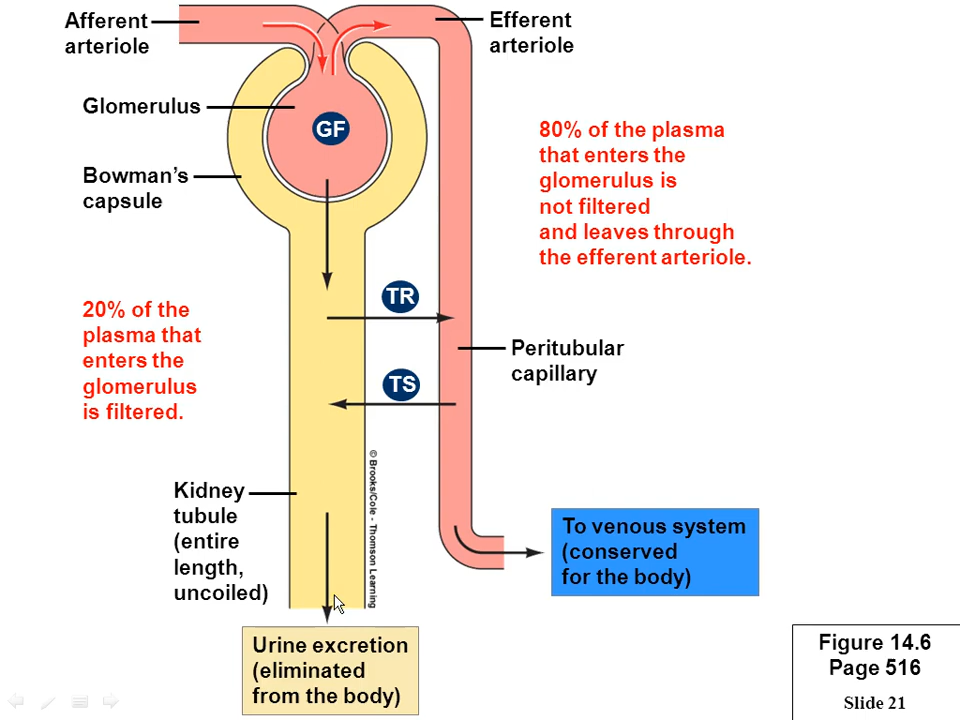 Afferent
arteriole
Efferent
arteriole
Glomerulus
GF
Bowman's
capsule
80% of the plasma
that enters the
glomerulus is
not filtered
and leaves through
the efferent arteriole.
20% of the
plasma that
enters the
glomerulus
is filtered.
TR
Peritubular
capillary
TS
© Brooks/Cole - Thomson Learning
Kidney
tubule
(entire
length,
uncoiled)
To venous system
(conserved
for the body)
Urine excretion
(eliminated
from the body)
Figure 14.6
Page 516
Slide 21